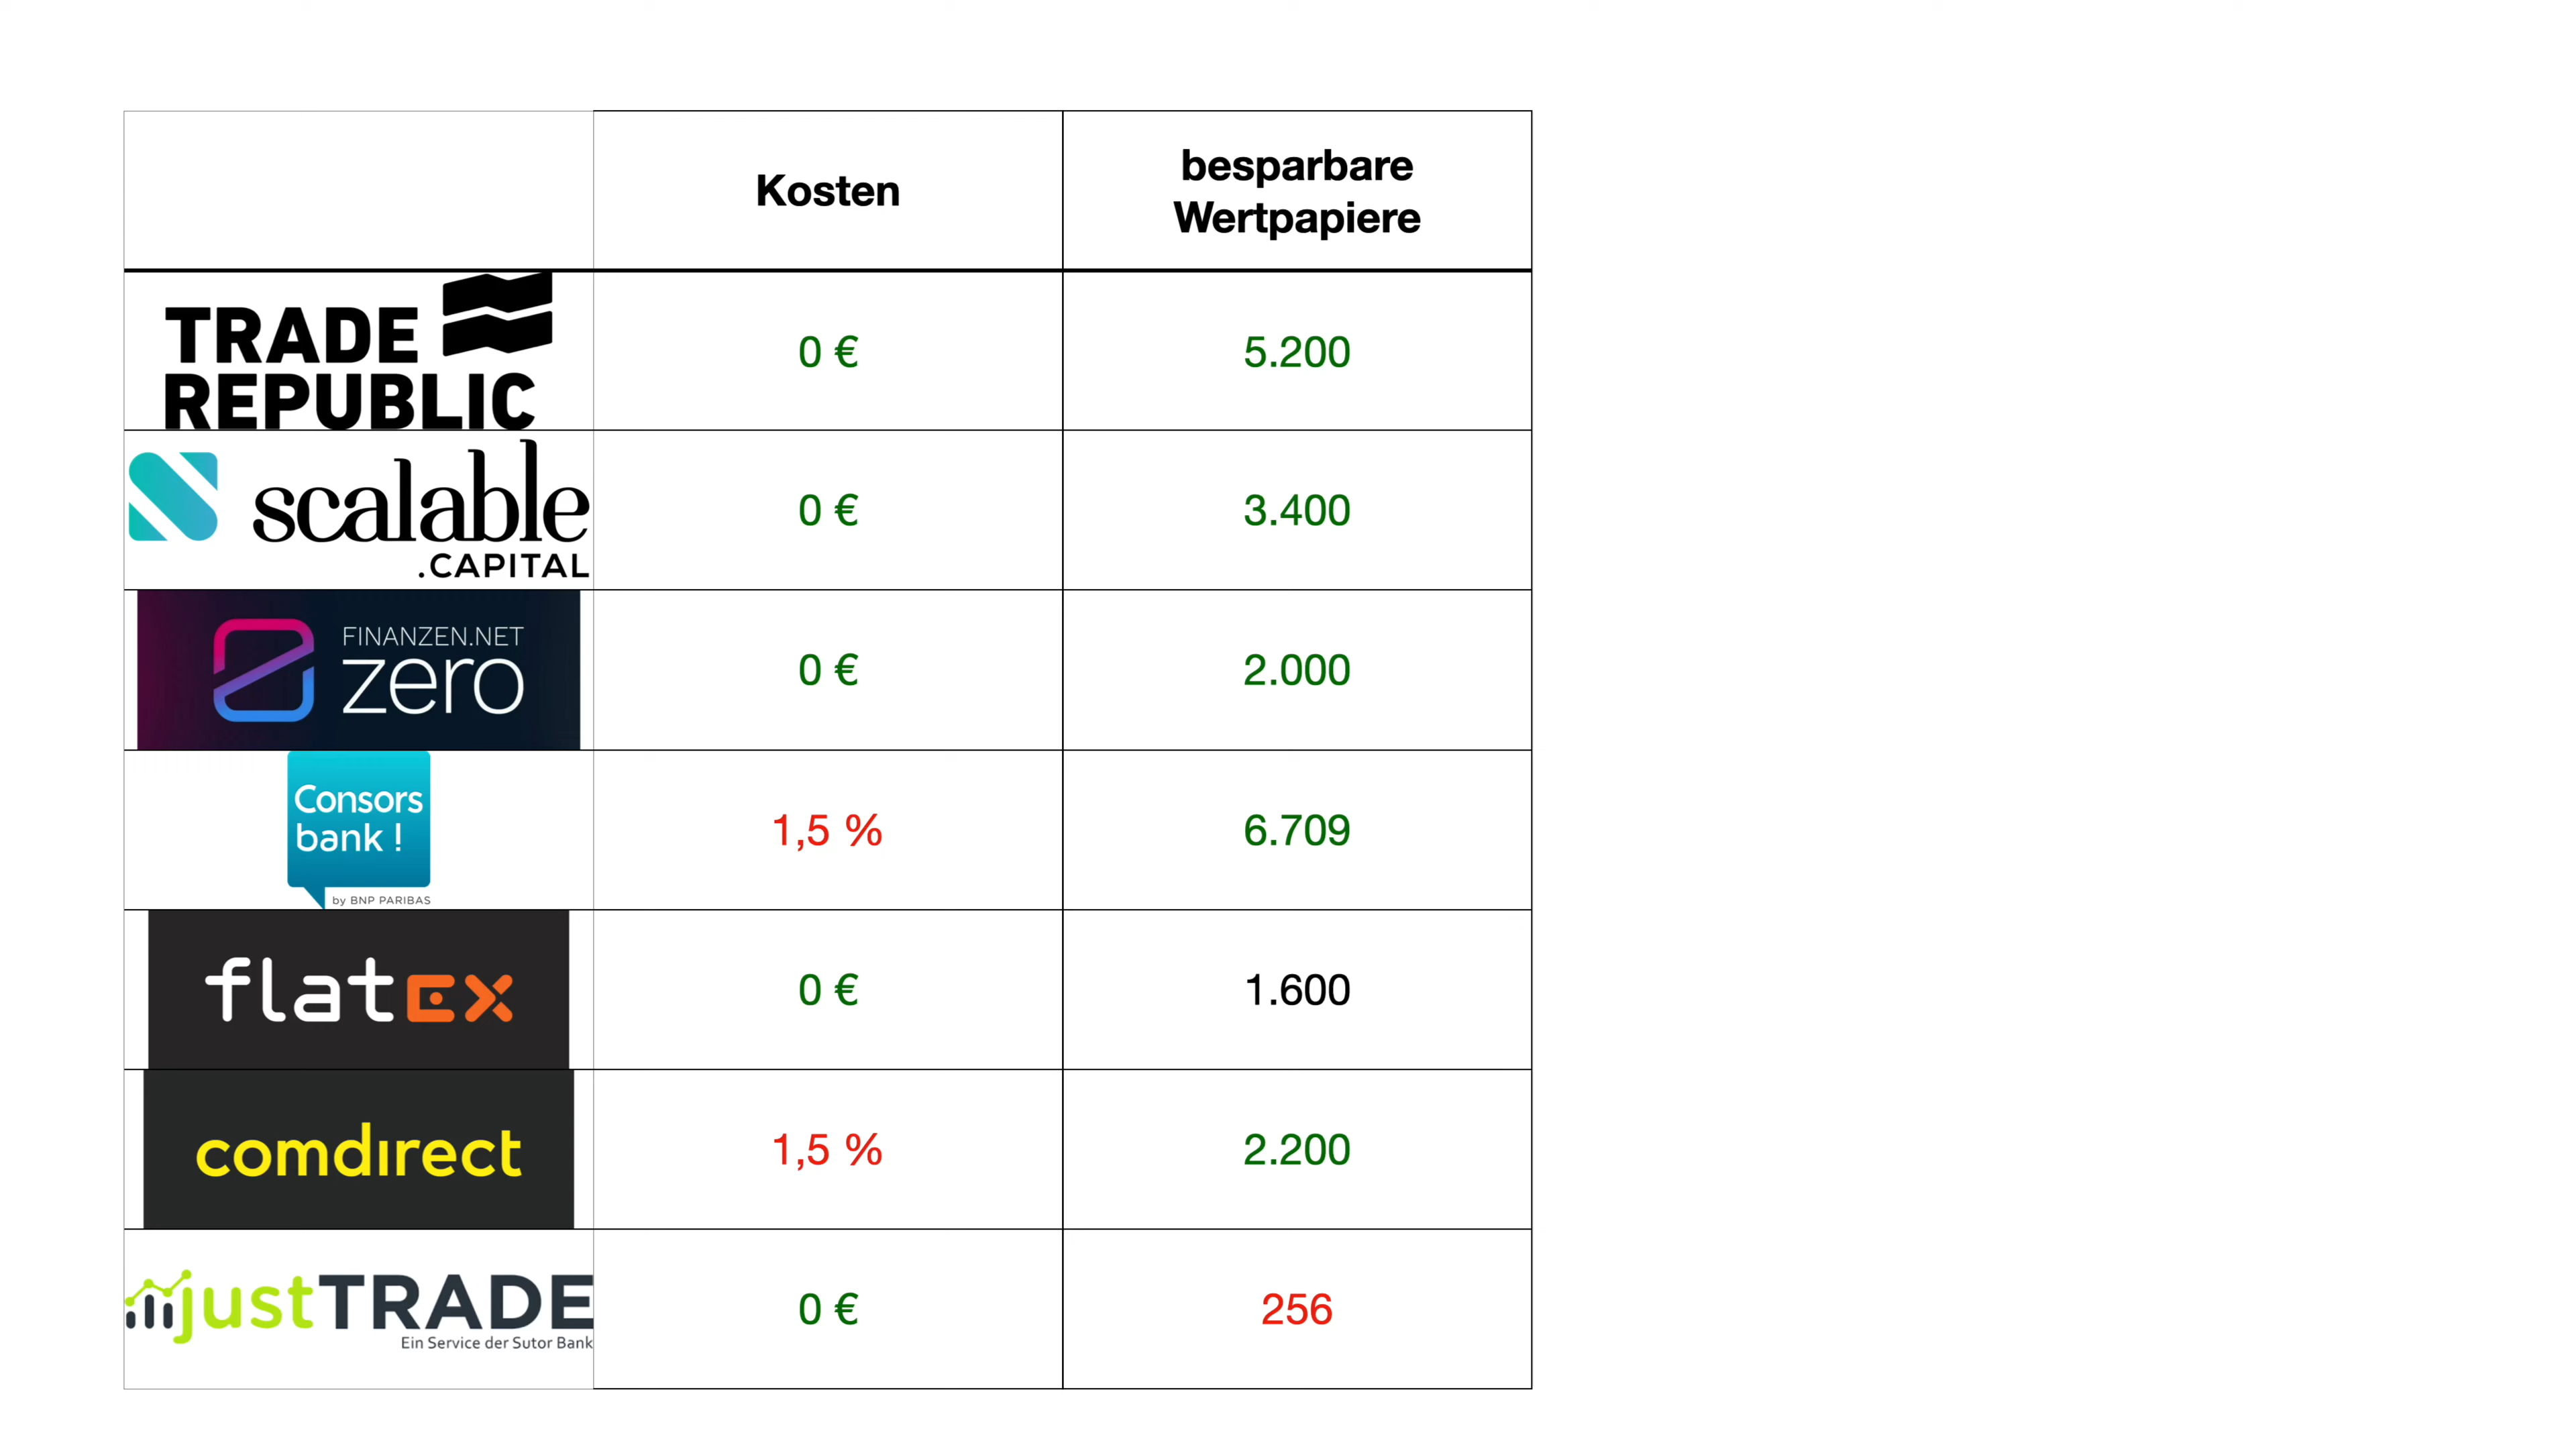 Kosten
besparbare
Wertpapiere
TRADE
REPUBLIC
0 €
5.200
scalable
.CAPITAL
0 €
3.400
FINANZEN.NET
zero
0 €
2.000
Consors
bank !
by BNP PARIBAS
1,5 %
6.709
flatex
0 €
1.600
comdırect
1,5 %
2.200
justTRADE
Ein Service der Sutor Bank
0 €
256